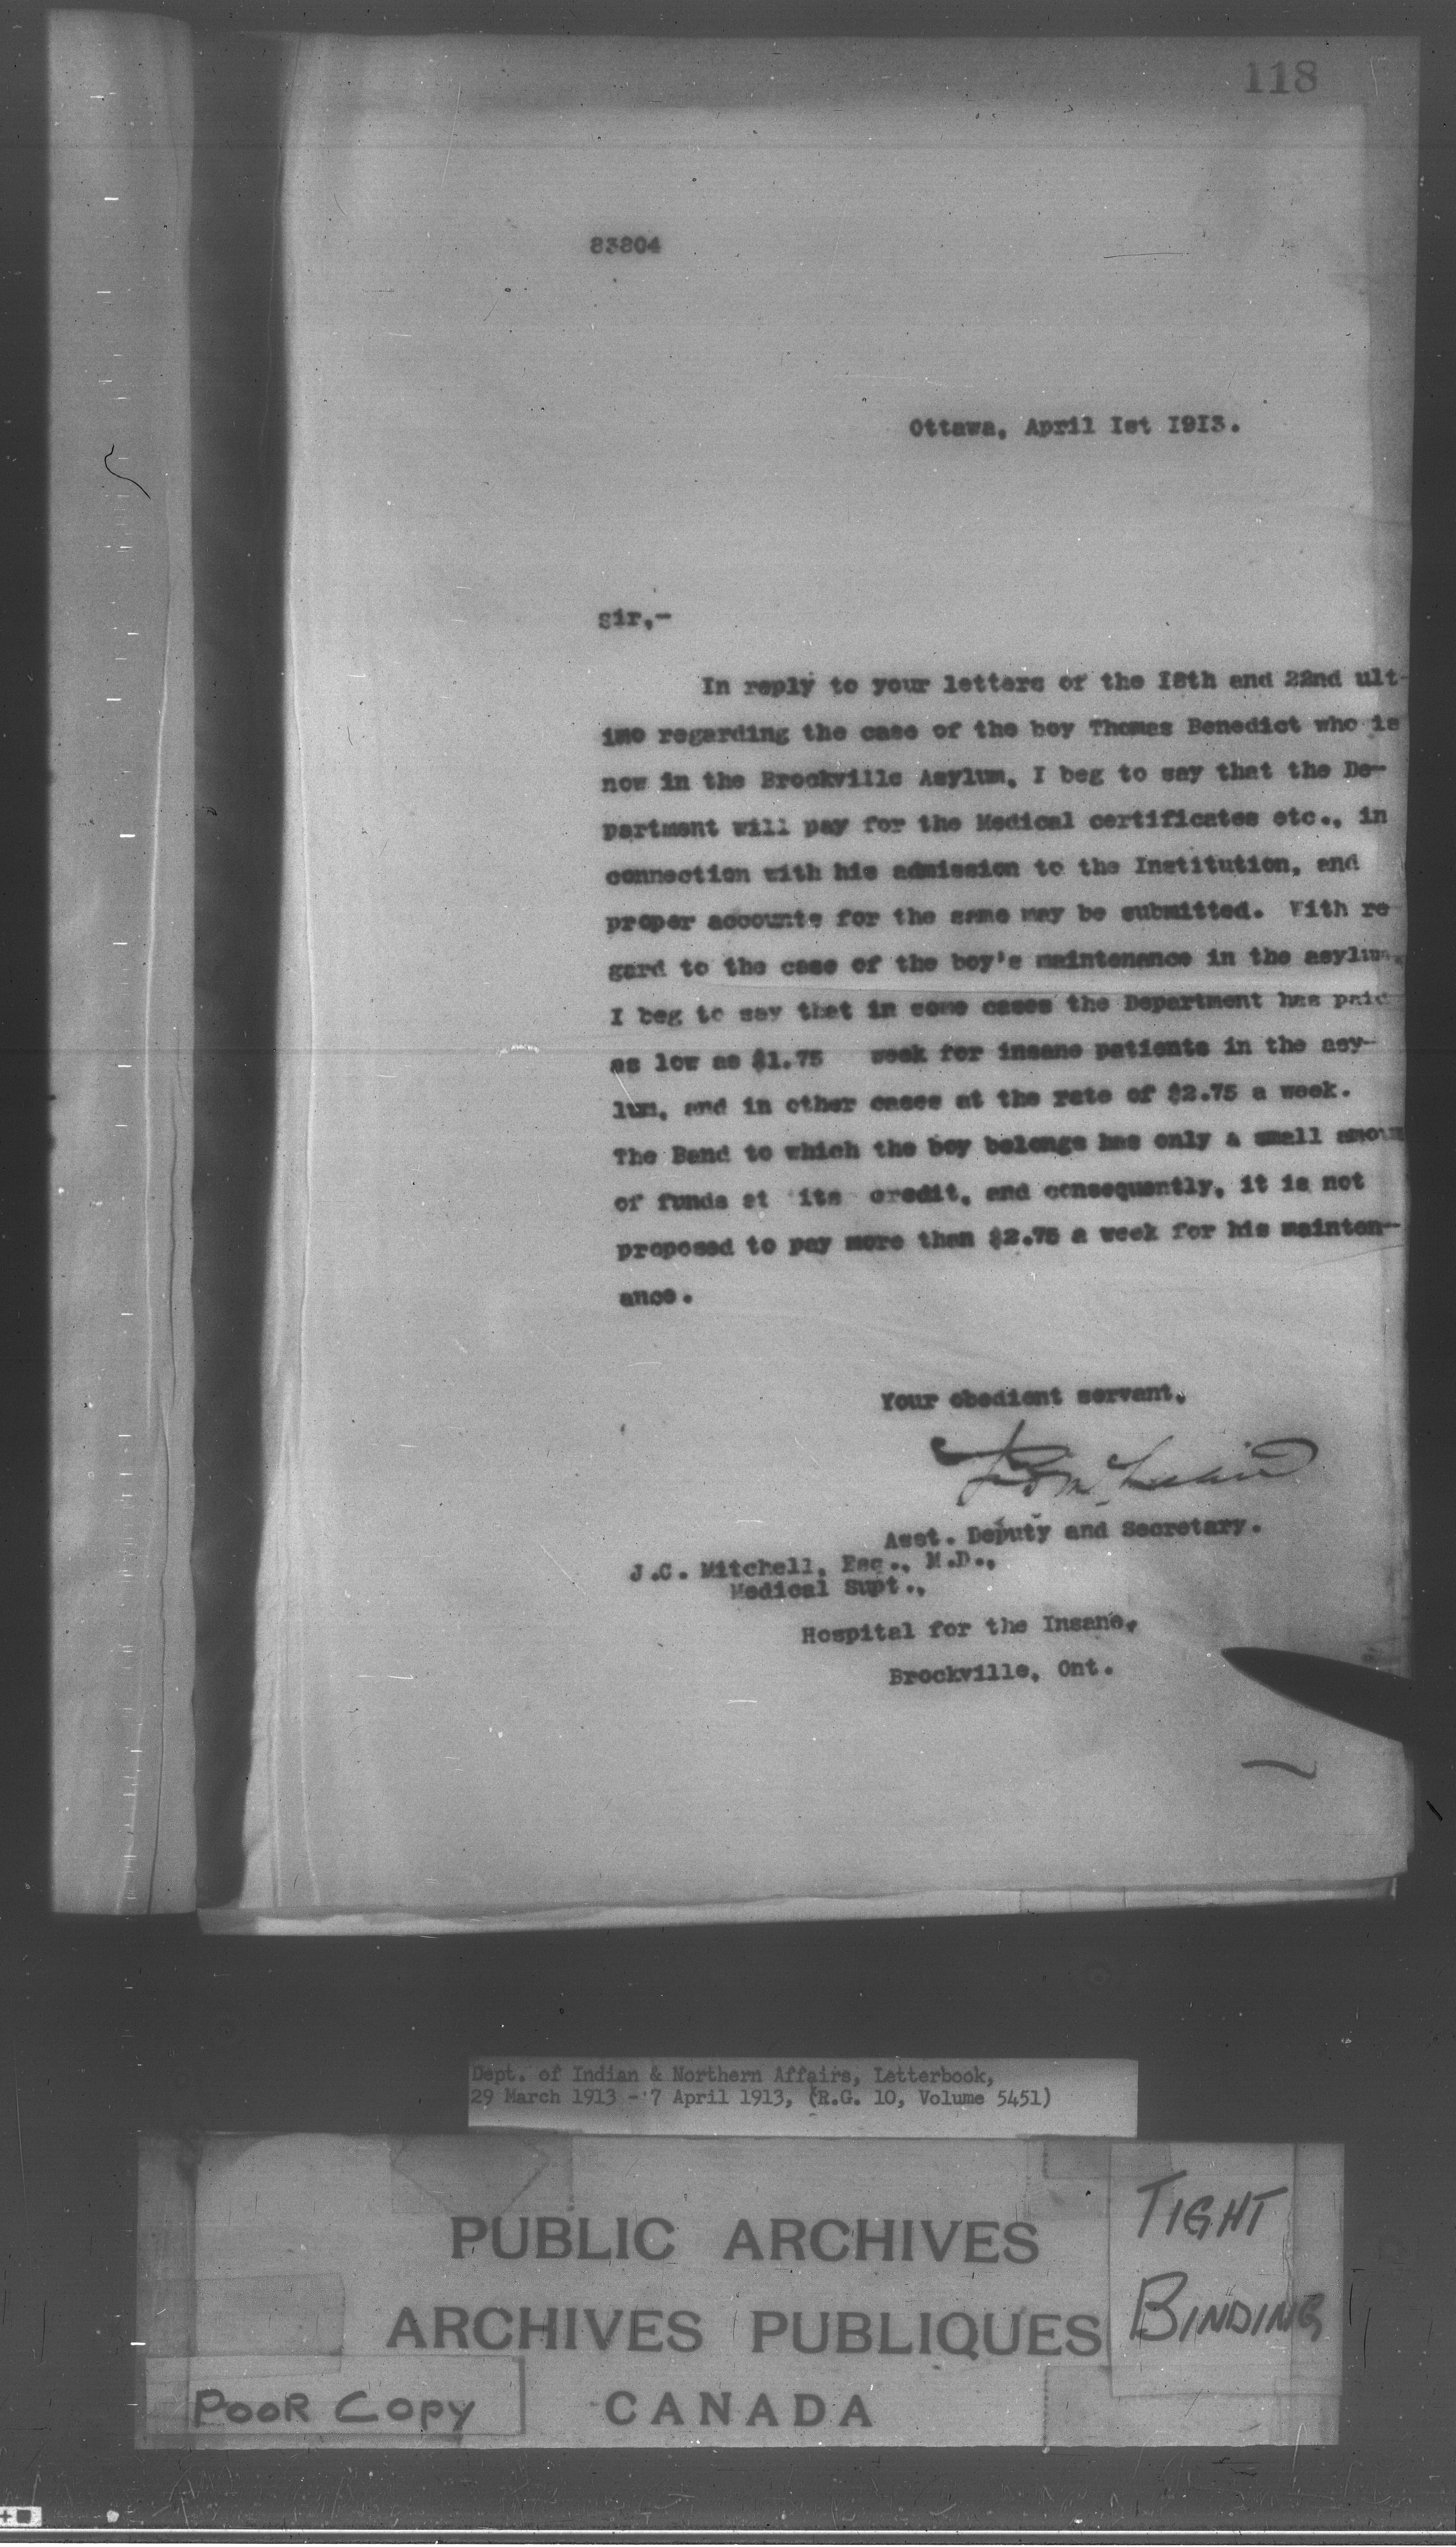 118
83804
Ottawa, April Ist I9I3.
Sir,-
In reply to your letters of the I8th and 22nd ult-
imo regarding the case of the boy Thomas Benedict who is
now in the Brockville Asylum, I beg to say that the De-
partment will pay for the Medical certificates etc., in
connection with his admission to the Institution, and
proper accounts for the same may be submitted. With re-
gard to the case of the boy's maintenance in the asylum,
I beg to say that in some cases the Department has paid
as low as $1.75 week for insane patients in the asy-
lum, and in other cases at the rate of $2.75 a week.
The Band to which the boy belongs has only a small amoun
of funds at its credit, and consequently, it is not
proposed to pay more than $2.75 a week for his mainten-
ance.
Your obedient servant,
Asst. Deputy and Secretary.
J.C. Mitchell, Esq., M.D.,
Medical Supt.,
Hospital for the Insane,
Brockville, Ont.
Dept. of Indian & Northern Affairs, Letterbook,
29 March 1913 - 7 April 1913, (R.G. 10, Volume 5451)
PUBLIC ARCHIVES
ARCHIVES PUBLIQUES
CANADA
TIGHT
BINDING
POOR COPY